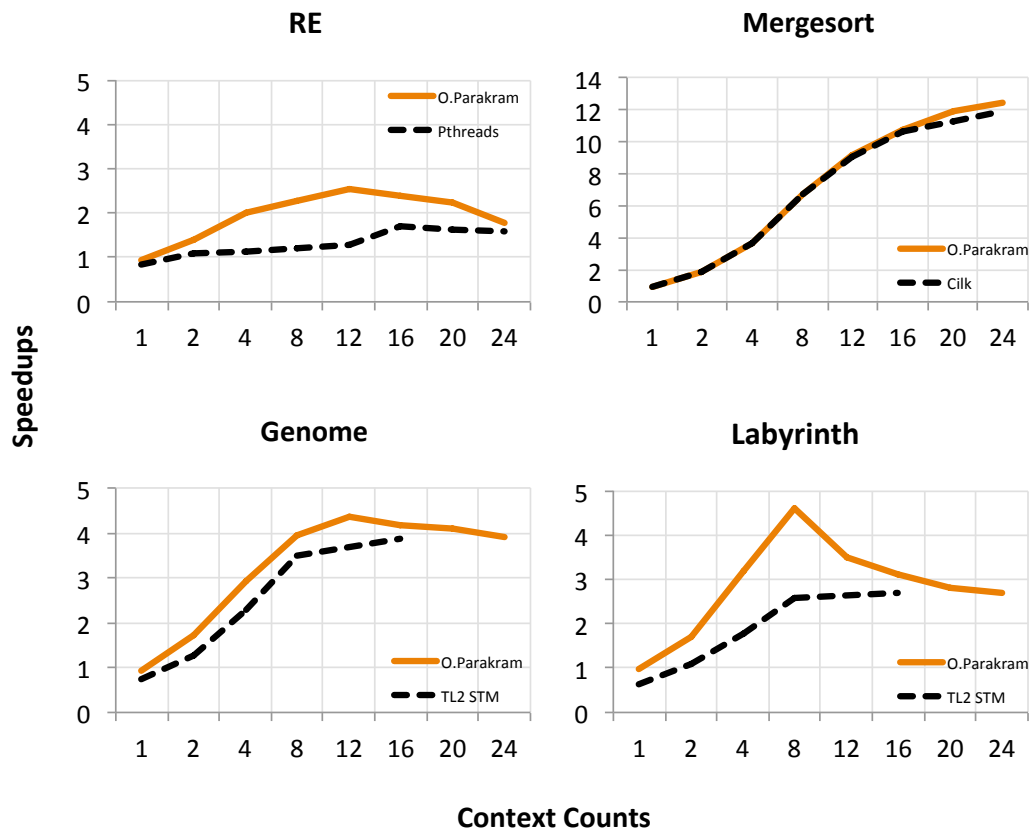 RE
5
4
3
2
1
0
O.Parakram
Pthreads
1 2 4 8 12 16 20 24
Mergesort
14
12
10
8
6
4
2
0
O.Parakram
Cilk
1 2 4 8 12 16 20 24
Speedups
Genome
5
4
3
2
1
0
O.Parakram
TL2 STM
1 2 4 8 12 16 20 24
Labyrinth
5
4
3
2
1
0
O.Parakram
TL2 STM
1 2 4 8 12 16 20 24
Context Counts